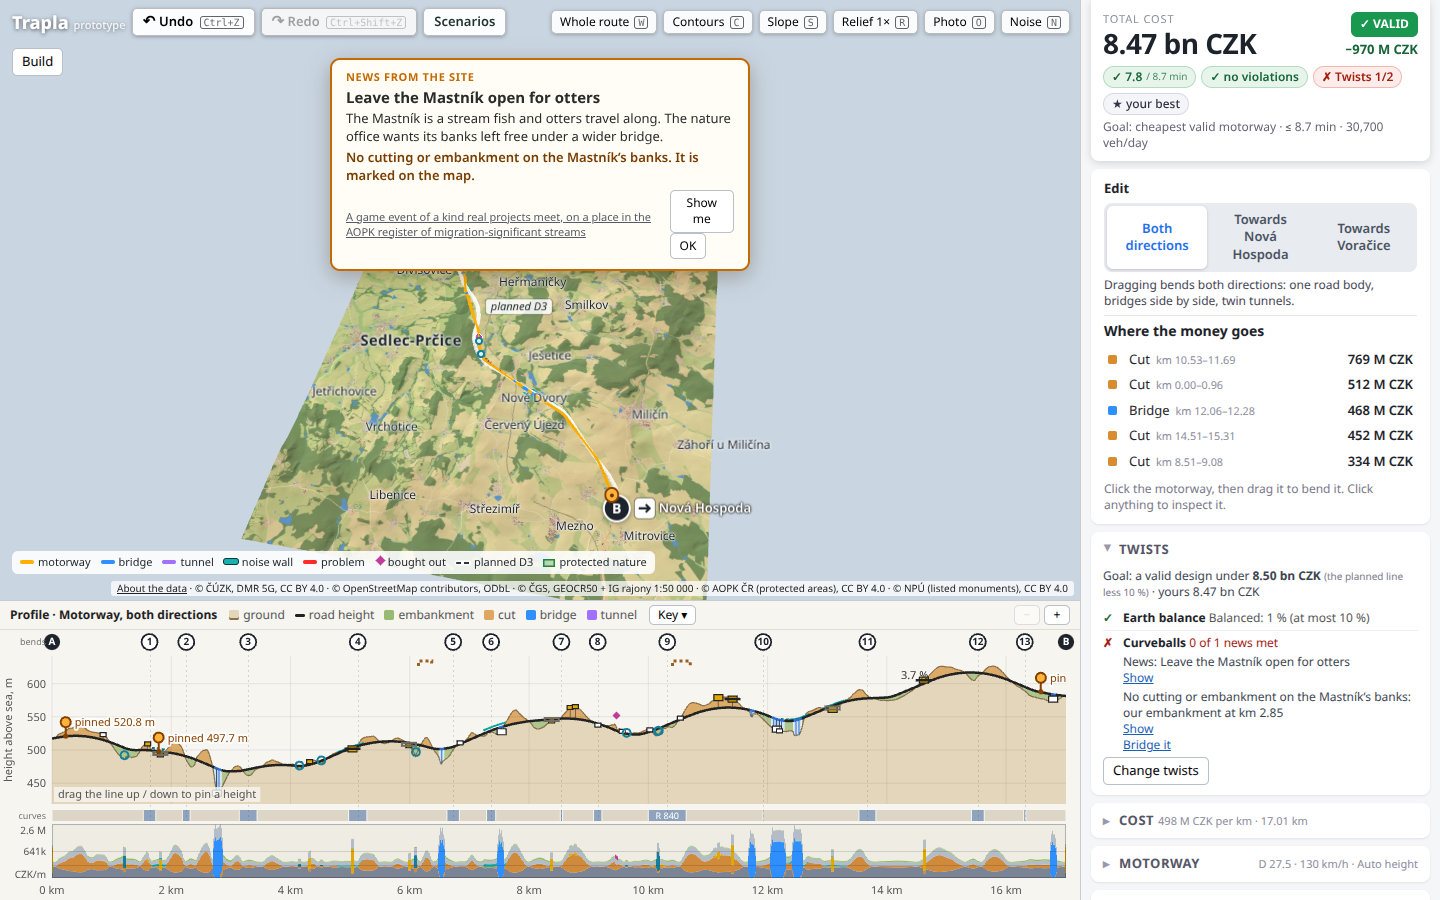 Trapla prototype
↶ Undo Ctrl+Z
↷ Redo Ctrl+Shift+Z
Scenarios
Whole route W
Contours C
Slope S
Relief 1× R
Photo O
Noise N
Build
NEWS FROM THE SITE
Leave the Mastník open for otters
The Mastník is a stream fish and otters travel along. The nature
office wants its banks left free under a wider bridge.
No cutting or embankment on the Mastník’s banks. It is
marked on the map.
A game event of a kind real projects meet, on a place in the
AOPK register of migration-significant streams
Show
me
OK
Divišovice
Heřmaničky
planned D3
Smilkov
Sedlec-Prčice
Ješetice
Jetřichovice
Nové Dvory
Miličín
Vrchotice
Červený Újezd
Záhoří u Miličína
Libenice
Střezimíř
B
→
Nová Hospoda
Mezno
Mitrovice
motorway
bridge
tunnel
noise wall
problem
bought out
planned D3
protected nature
About the data · © ČÚZK, DMR 5G, CC BY 4.0 · © OpenStreetMap contributors, ODbL · © ČGS, GEOCR50 + IG rajony 1:50 000 · © AOPK ČR (protected areas), CC BY 4.0 · © NPÚ (listed monuments), CC BY 4.0
Profile · Motorway, both directions
ground
road height
embankment
cut
bridge
tunnel
Key ▾
−
+
bends
A
1
2
3
4
5
6
7
8
9
10
11
12
13
B
height above sea, m
600
550
500
450
pinned 520.8 m
pinned 497.7 m
3.7 %
pin
drag the line up / down to pin a height
curves
R 840
2.6 M
641k
CZK/m
0 km
2 km
4 km
6 km
8 km
10 km
12 km
14 km
16 km
TOTAL COST
8.47 bn CZK
✓ VALID
−970 M CZK
✓ 7.8 / 8.7 min
✓ no violations
✗ Twists 1/2
★ your best
Goal: cheapest valid motorway · ≤ 8.7 min · 30,700
veh/day
Edit
Both
directions
Towards
Nová
Hospoda
Towards
Voračice
Dragging bends both directions: one road body,
bridges side by side, twin tunnels.
Where the money goes
Cut km 10.53–11.69 769 M CZK
Cut km 0.00–0.96 512 M CZK
Bridge km 12.06–12.28 468 M CZK
Cut km 14.51–15.31 452 M CZK
Cut km 8.51–9.08 334 M CZK
Click the motorway, then drag it to bend it. Click
anything to inspect it.
▼ TWISTS
Goal: a valid design under 8.50 bn CZK (the planned line
less 10 %) · yours 8.47 bn CZK
✓ Earth balance Balanced: 1 % (at most 10 %)
✗ Curveballs 0 of 1 news met
News: Leave the Mastník open for otters
Show
No cutting or embankment on the Mastník’s banks:
our embankment at km 2.85
Show
Bridge it
Change twists
▶ COST 498 M CZK per km · 17.01 km
▶ MOTORWAY D 27.5 · 130 km/h · Auto height